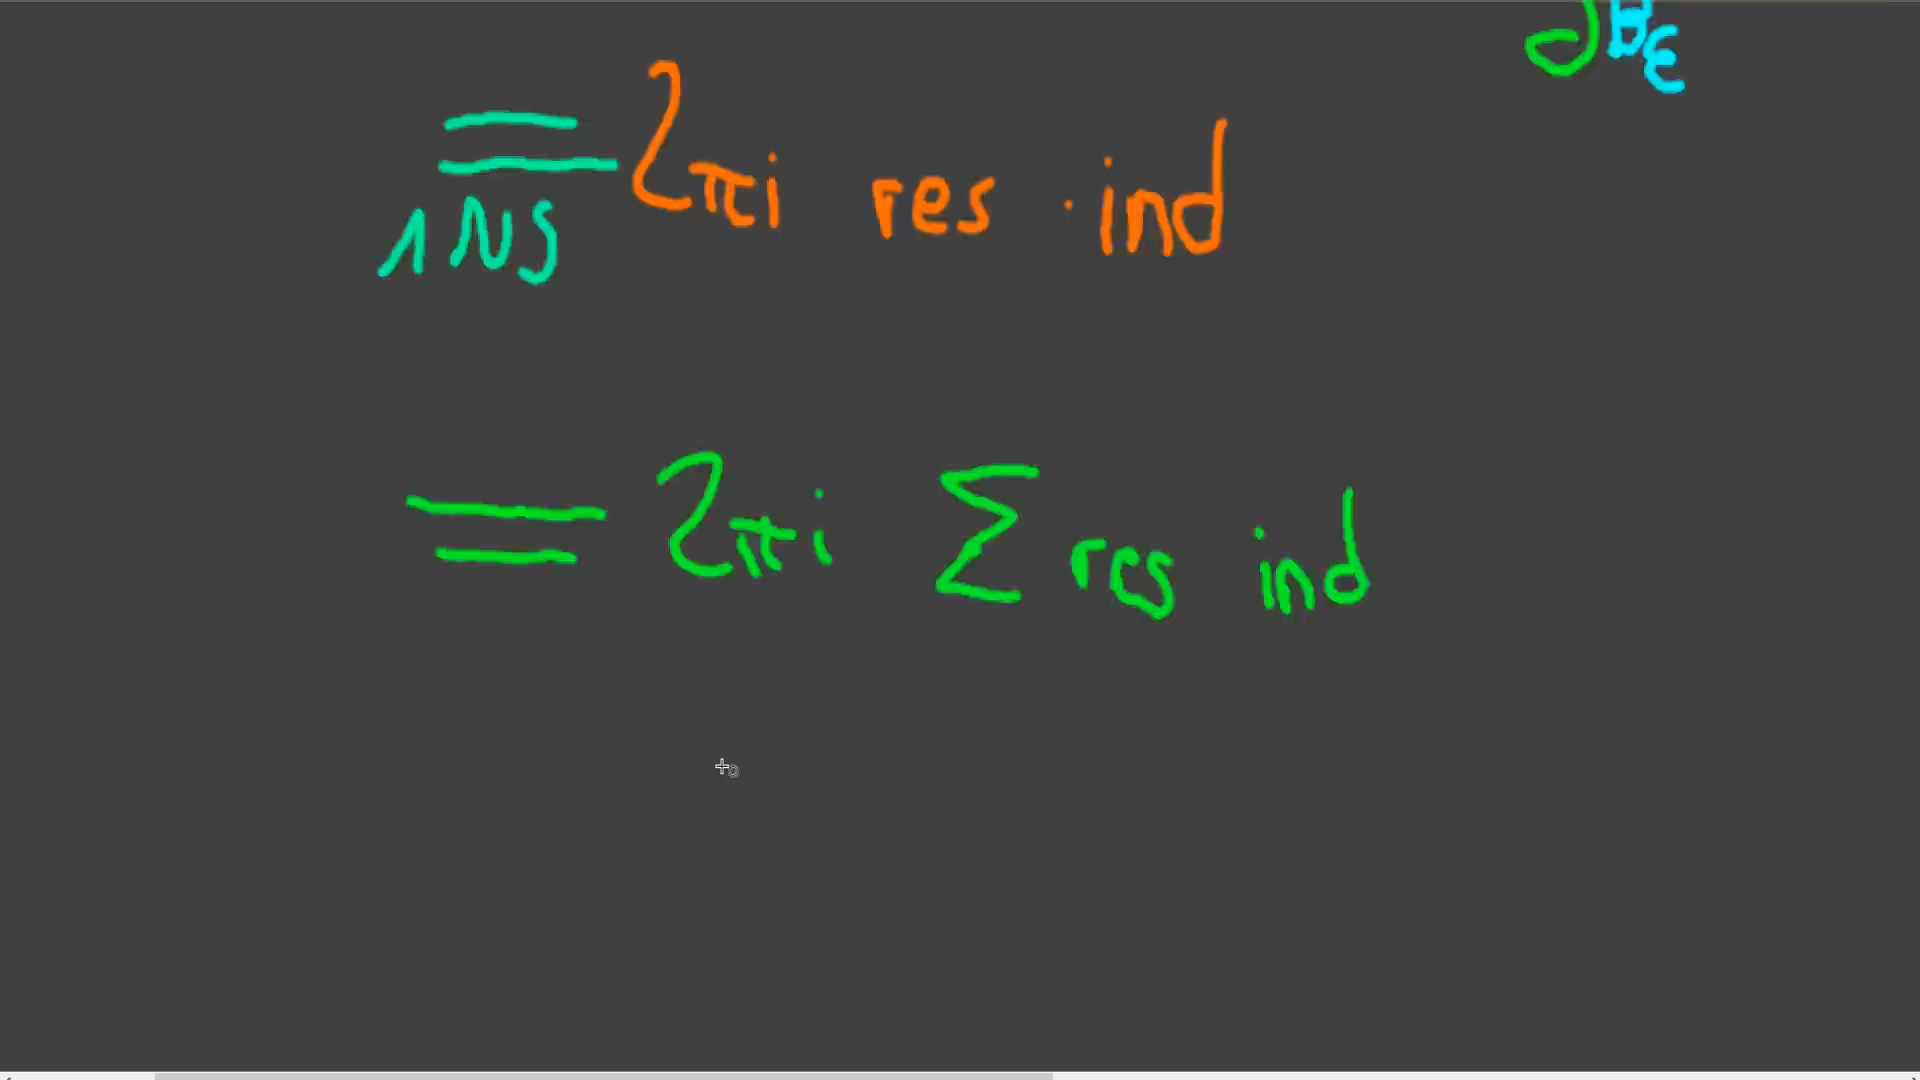 ∂B_ε
= 2πi res · ind
1NS
= 2πi Σ res ind